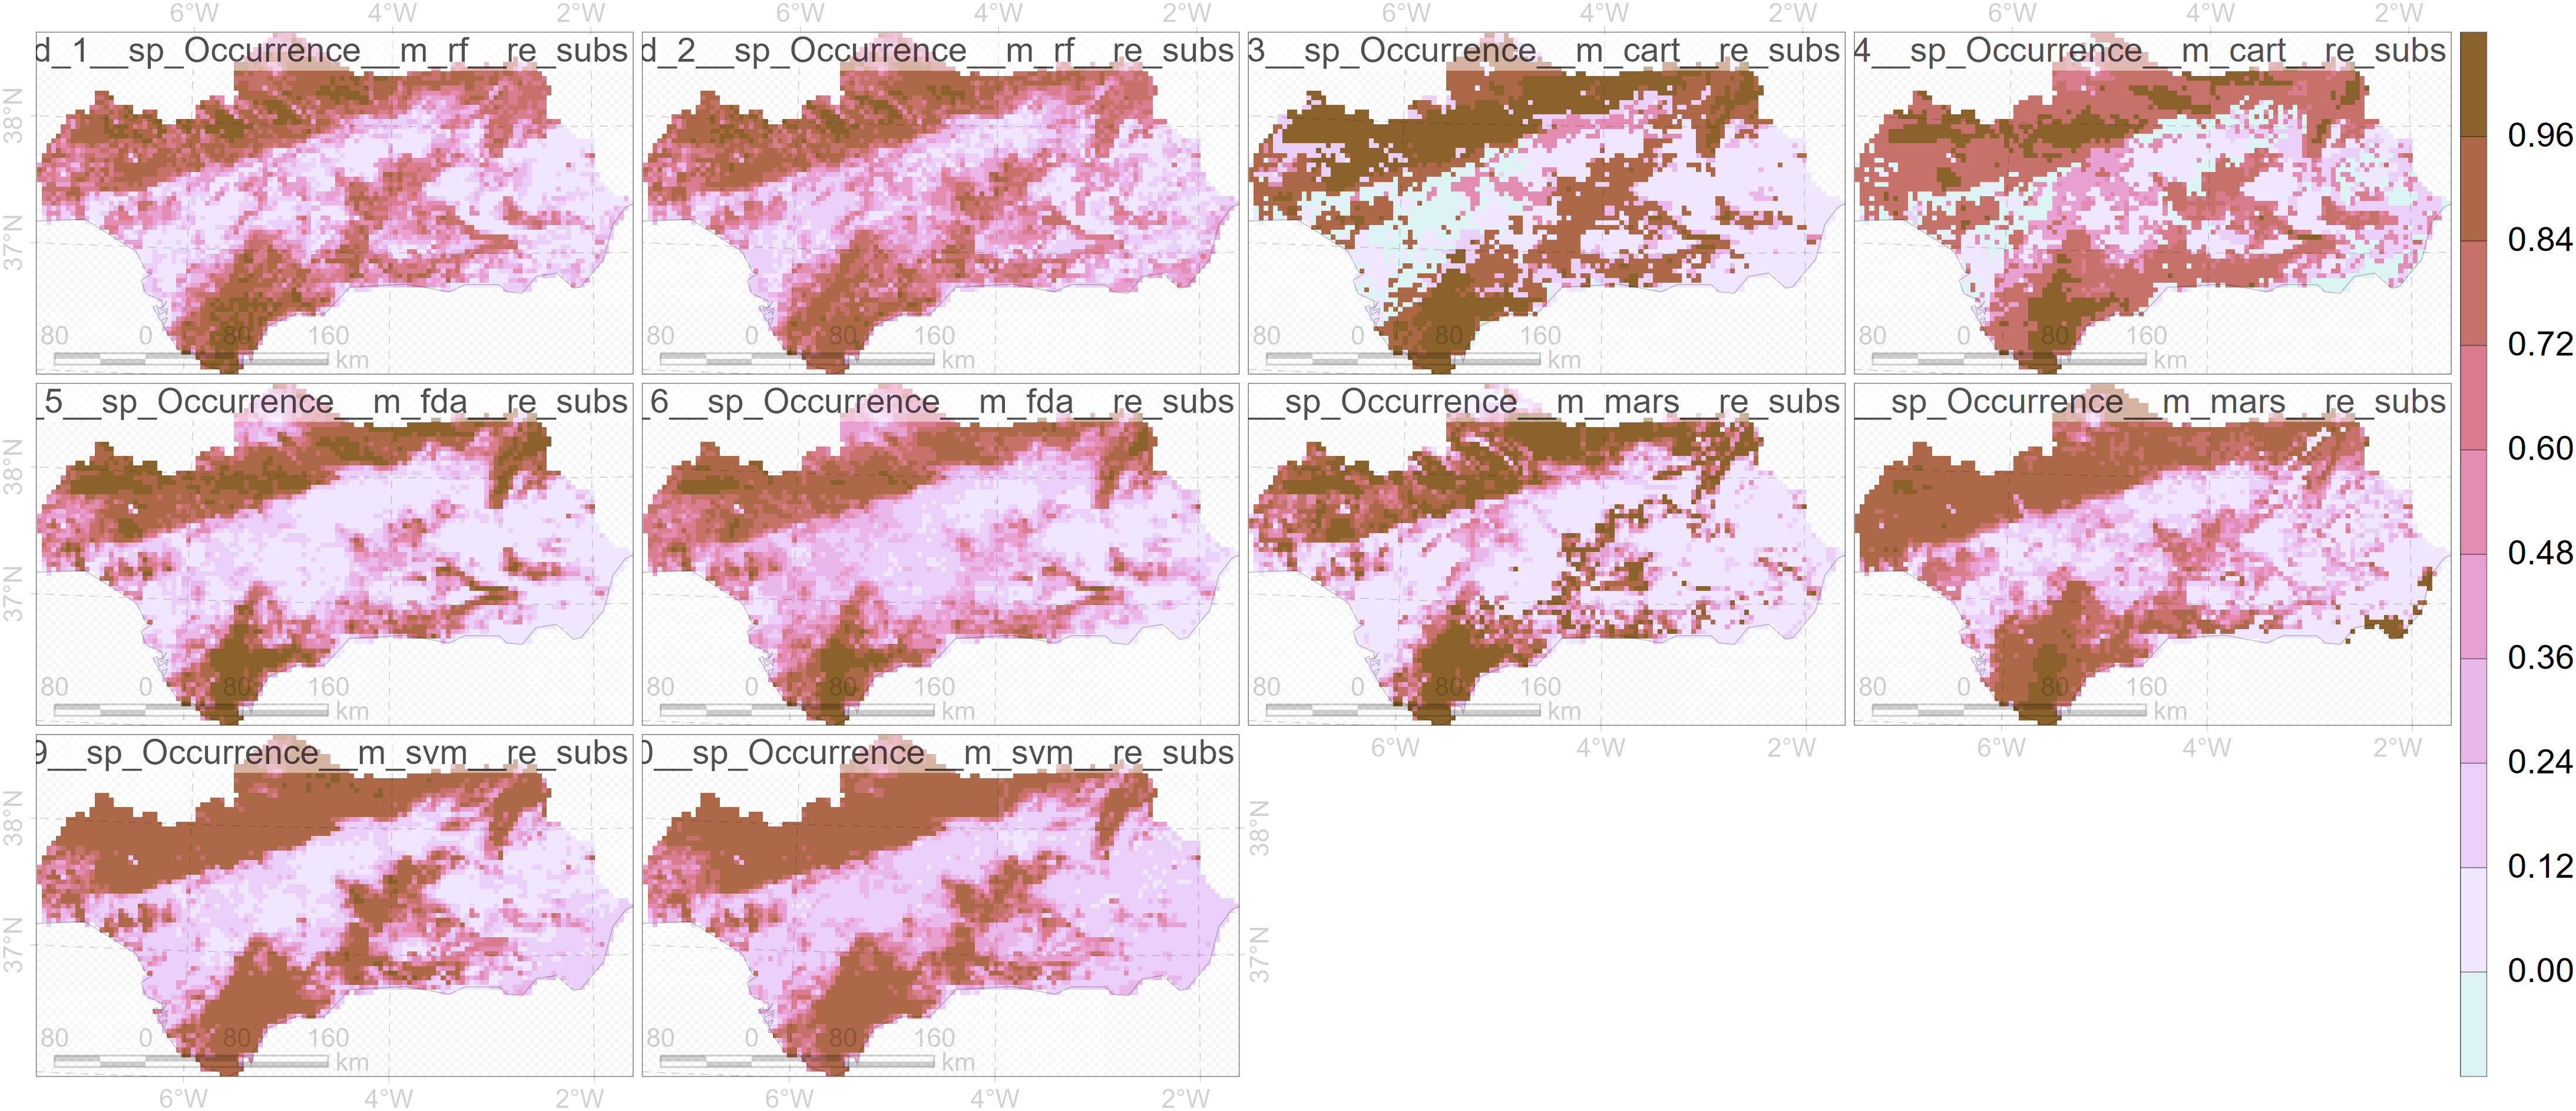 6°W 4°W 2°W 6°W 4°W 2°W 6°W 4°W 2°W 6°W 4°W 2°W
d_1__sp_Occurrence__m_rf__re_subs
d_2__sp_Occurrence__m_rf__re_subs
3__sp_Occurrence__m_cart__re_subs
4__sp_Occurrence__m_cart__re_subs
38°N
37°N
80 0 80 160 km
80 0 80 160 km
80 0 80 160 km
80 0 80 160 km
_5__sp_Occurrence__m_fda__re_subs
_6__sp_Occurrence__m_fda__re_subs
__sp_Occurrence__m_mars__re_subs
__sp_Occurrence__m_mars__re_subs
38°N
37°N
80 0 80 160 km
80 0 80 160 km
80 0 80 160 km
80 0 80 160 km
6°W 4°W 2°W 6°W 4°W 2°W
9__sp_Occurrence__m_svm__re_subs
0__sp_Occurrence__m_svm__re_subs
38°N
37°N
38°N
37°N
80 0 80 160 km
80 0 80 160 km
6°W 4°W 2°W 6°W 4°W 2°W
0.96
0.84
0.72
0.60
0.48
0.36
0.24
0.12
0.00